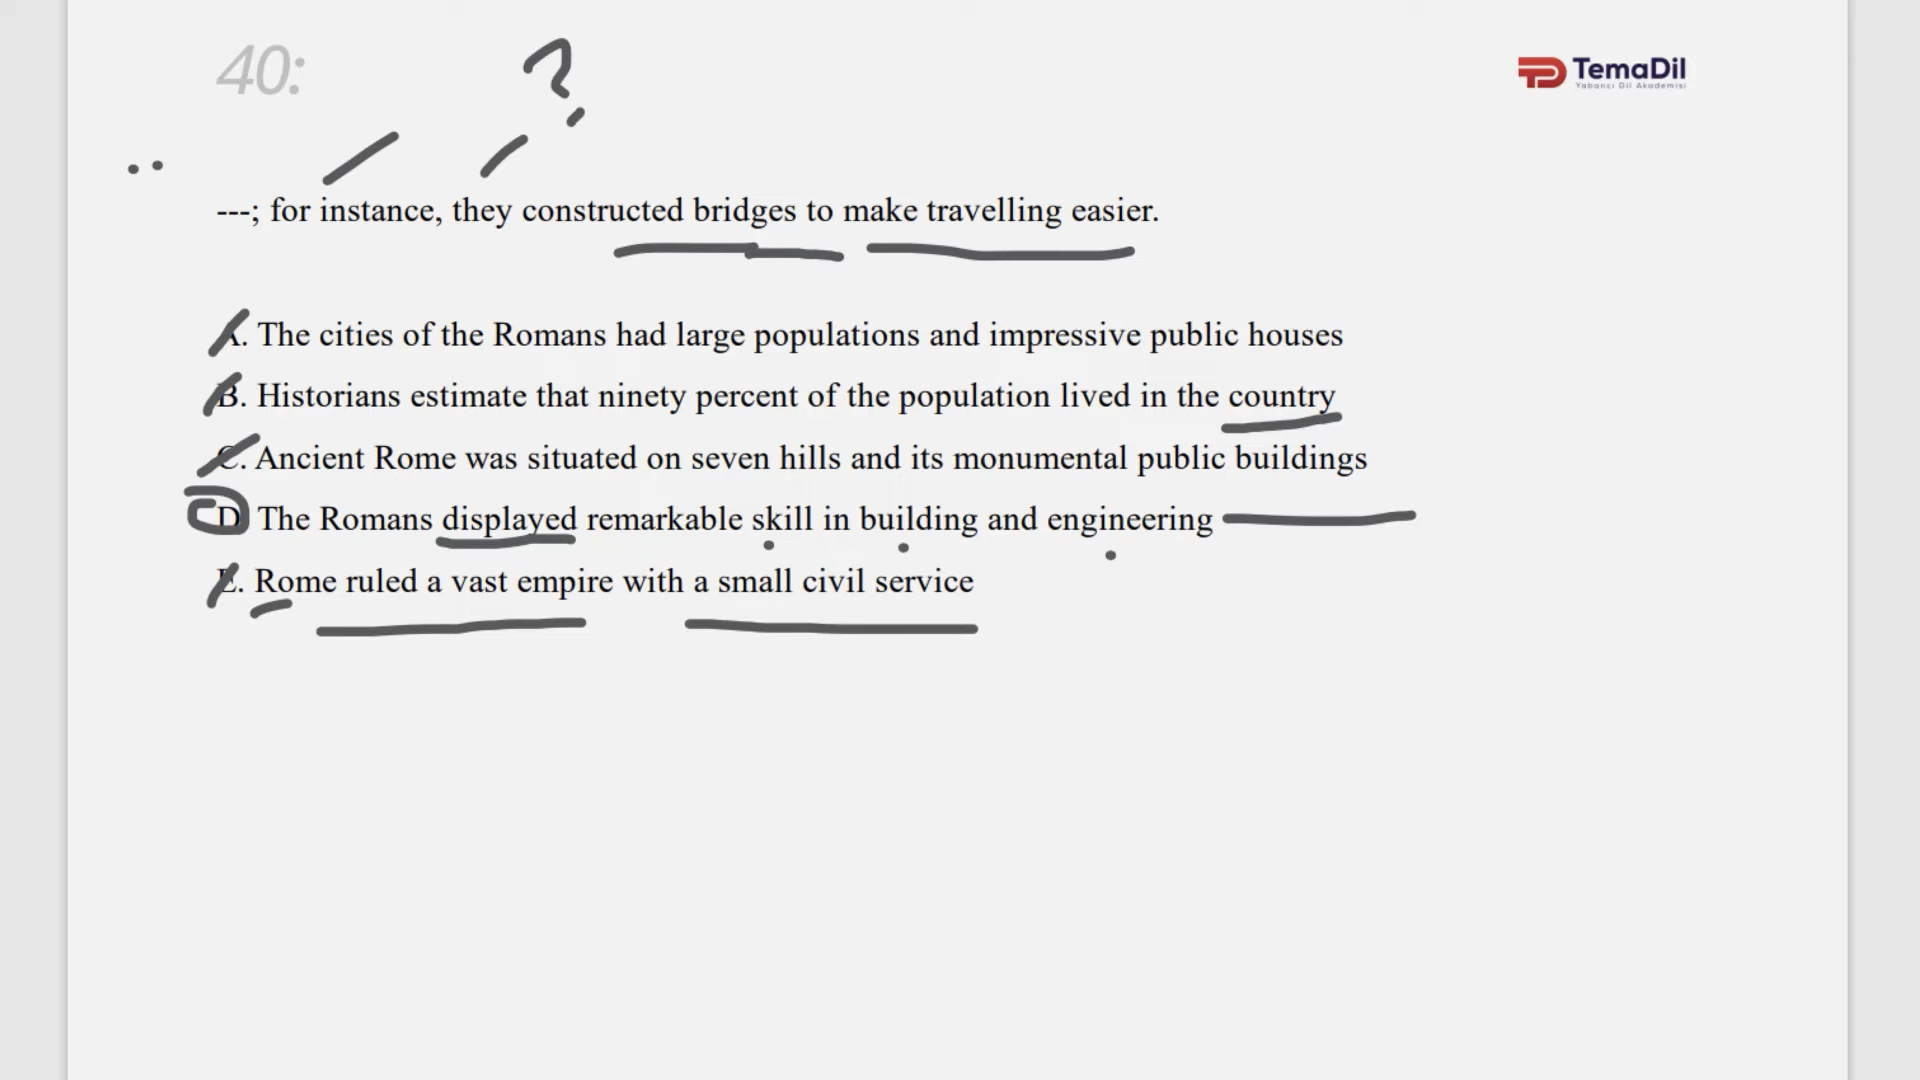 40:
?
TemaDil
Yabancı Dil Akademisi
---; for instance, they constructed bridges to make travelling easier.
A. The cities of the Romans had large populations and impressive public houses
B. Historians estimate that ninety percent of the population lived in the country
C. Ancient Rome was situated on seven hills and its monumental public buildings
D. The Romans displayed remarkable skill in building and engineering
E. Rome ruled a vast empire with a small civil service